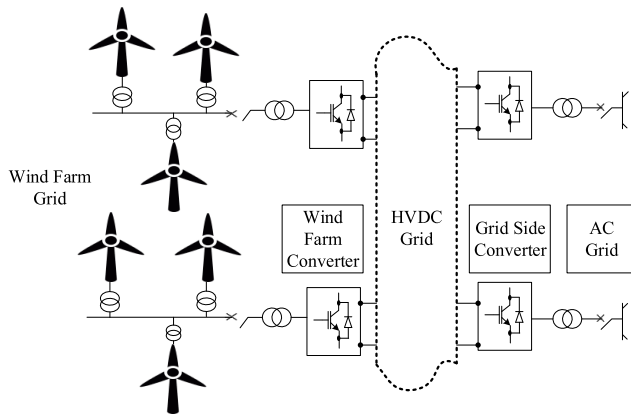 Wind Farm
Grid
Wind
Farm
Converter
HVDC
Grid
Grid Side
Converter
AC
Grid